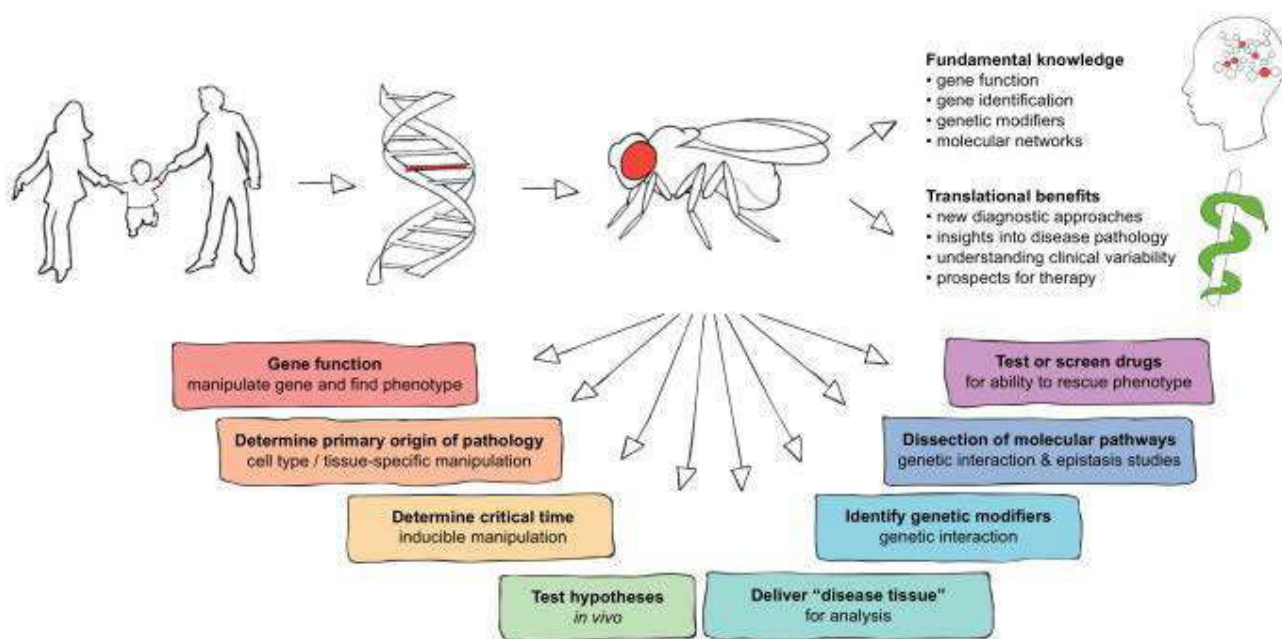 Fundamental knowledge
• gene function
• gene identification
• genetic modifiers
• molecular networks
Translational benefits
• new diagnostic approaches
• insights into disease pathology
• understanding clinical variability
• prospects for therapy
Gene function
manipulate gene and find phenotype
Test or screen drugs
for ability to rescue phenotype
Determine primary origin of pathology
cell type / tissue-specific manipulation
Dissection of molecular pathways
genetic interaction & epistasis studies
Determine critical time
inducible manipulation
Identify genetic modifiers
genetic interaction
Test hypotheses
in vivo
Deliver “disease tissue”
for analysis